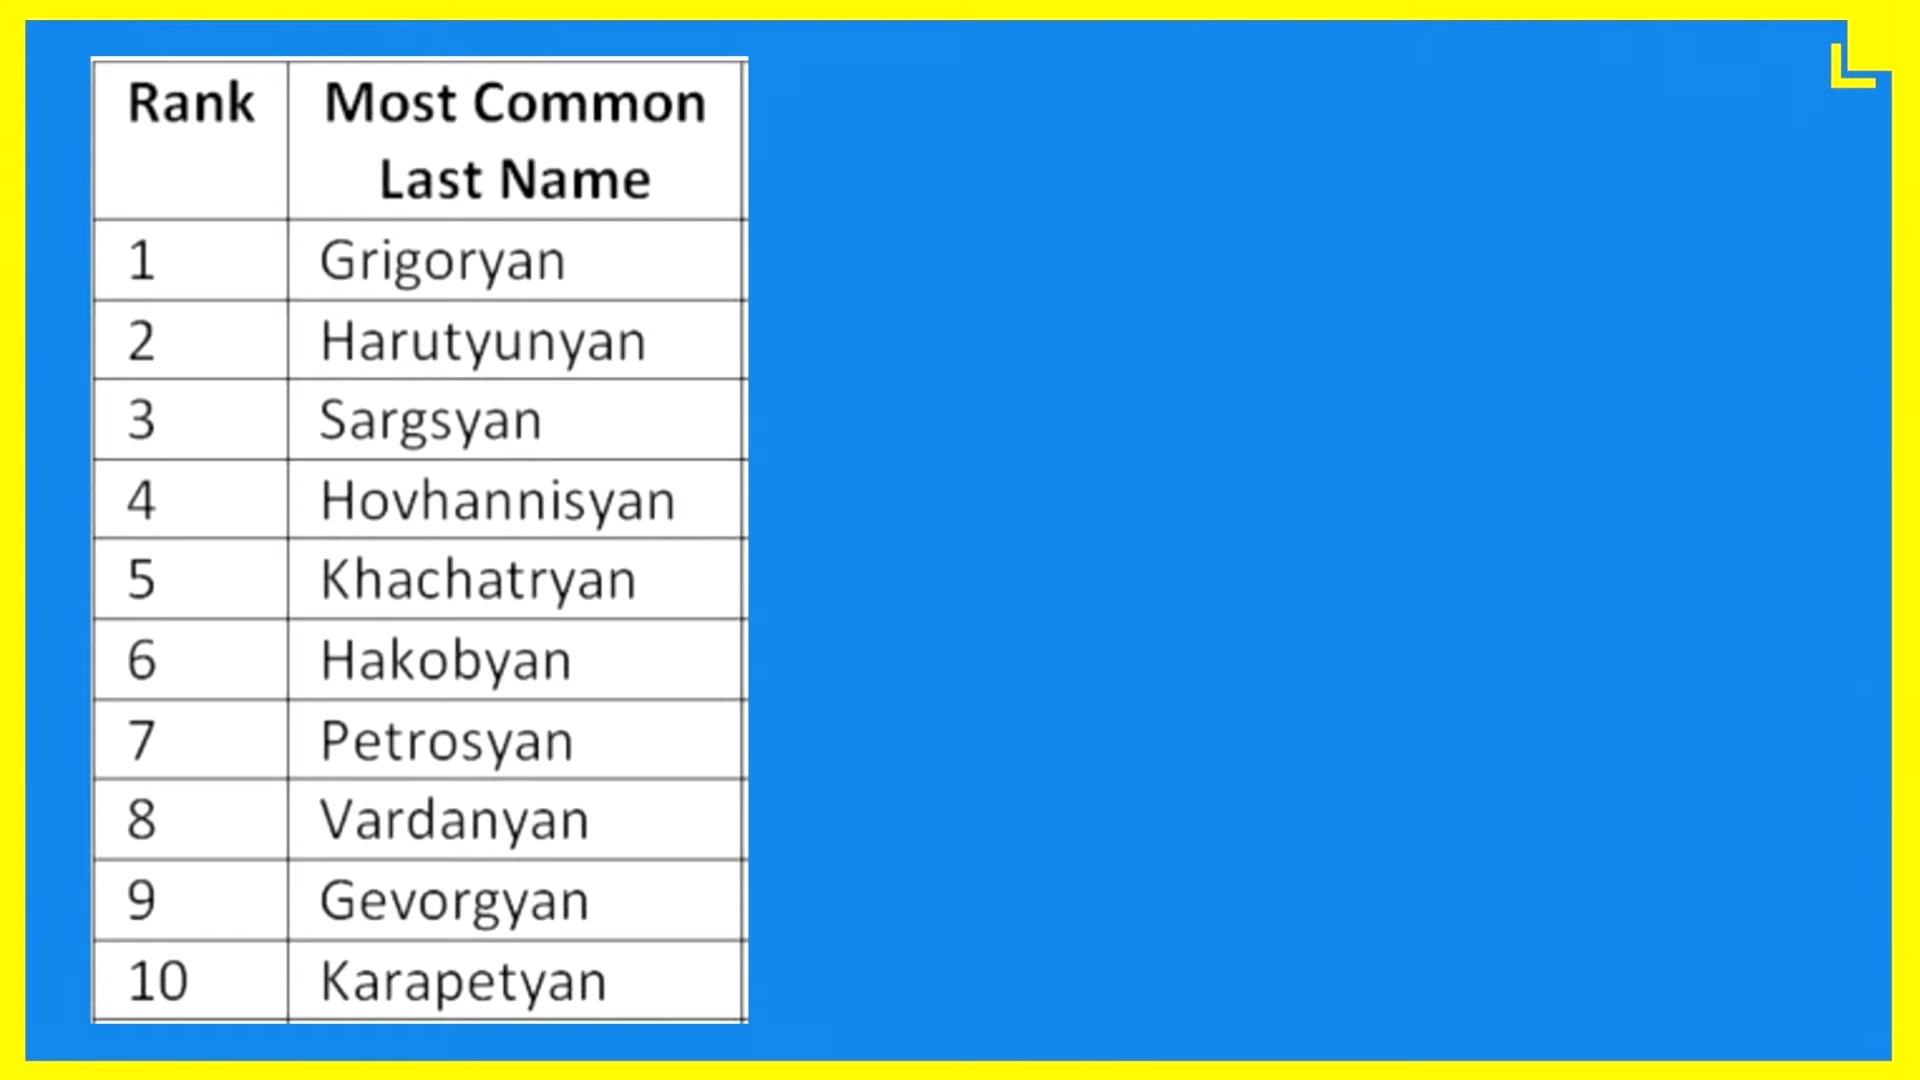 Rank Most Common
Last Name
1 Grigoryan
2 Harutyunyan
3 Sargsyan
4 Hovhannisyan
5 Khachatryan
6 Hakobyan
7 Petrosyan
8 Vardanyan
9 Gevorgyan
10 Karapetyan